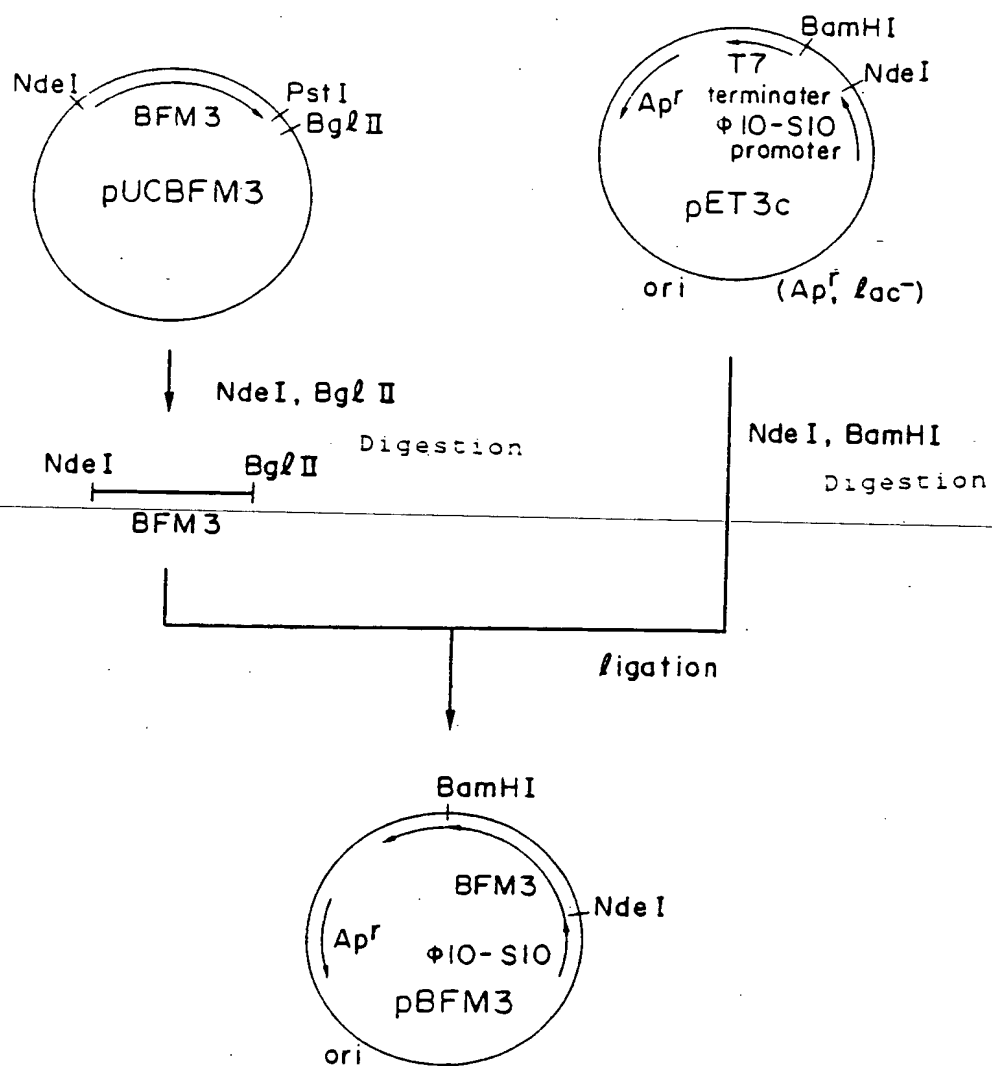 NdeI
BFM3
PstI
BglII
pUCBFM3
BamHI
NdeI
T7
terminater
Φ10-S10
promoter
Apr
pET3c
ori
(Apr, lac-)
NdeI, BglII
Digestion
NdeI, BamHI
Digestion
NdeI
BglII
BFM3
ligation
BamHI
BFM3
NdeI
Apr
Φ10-S10
pBFM3
ori